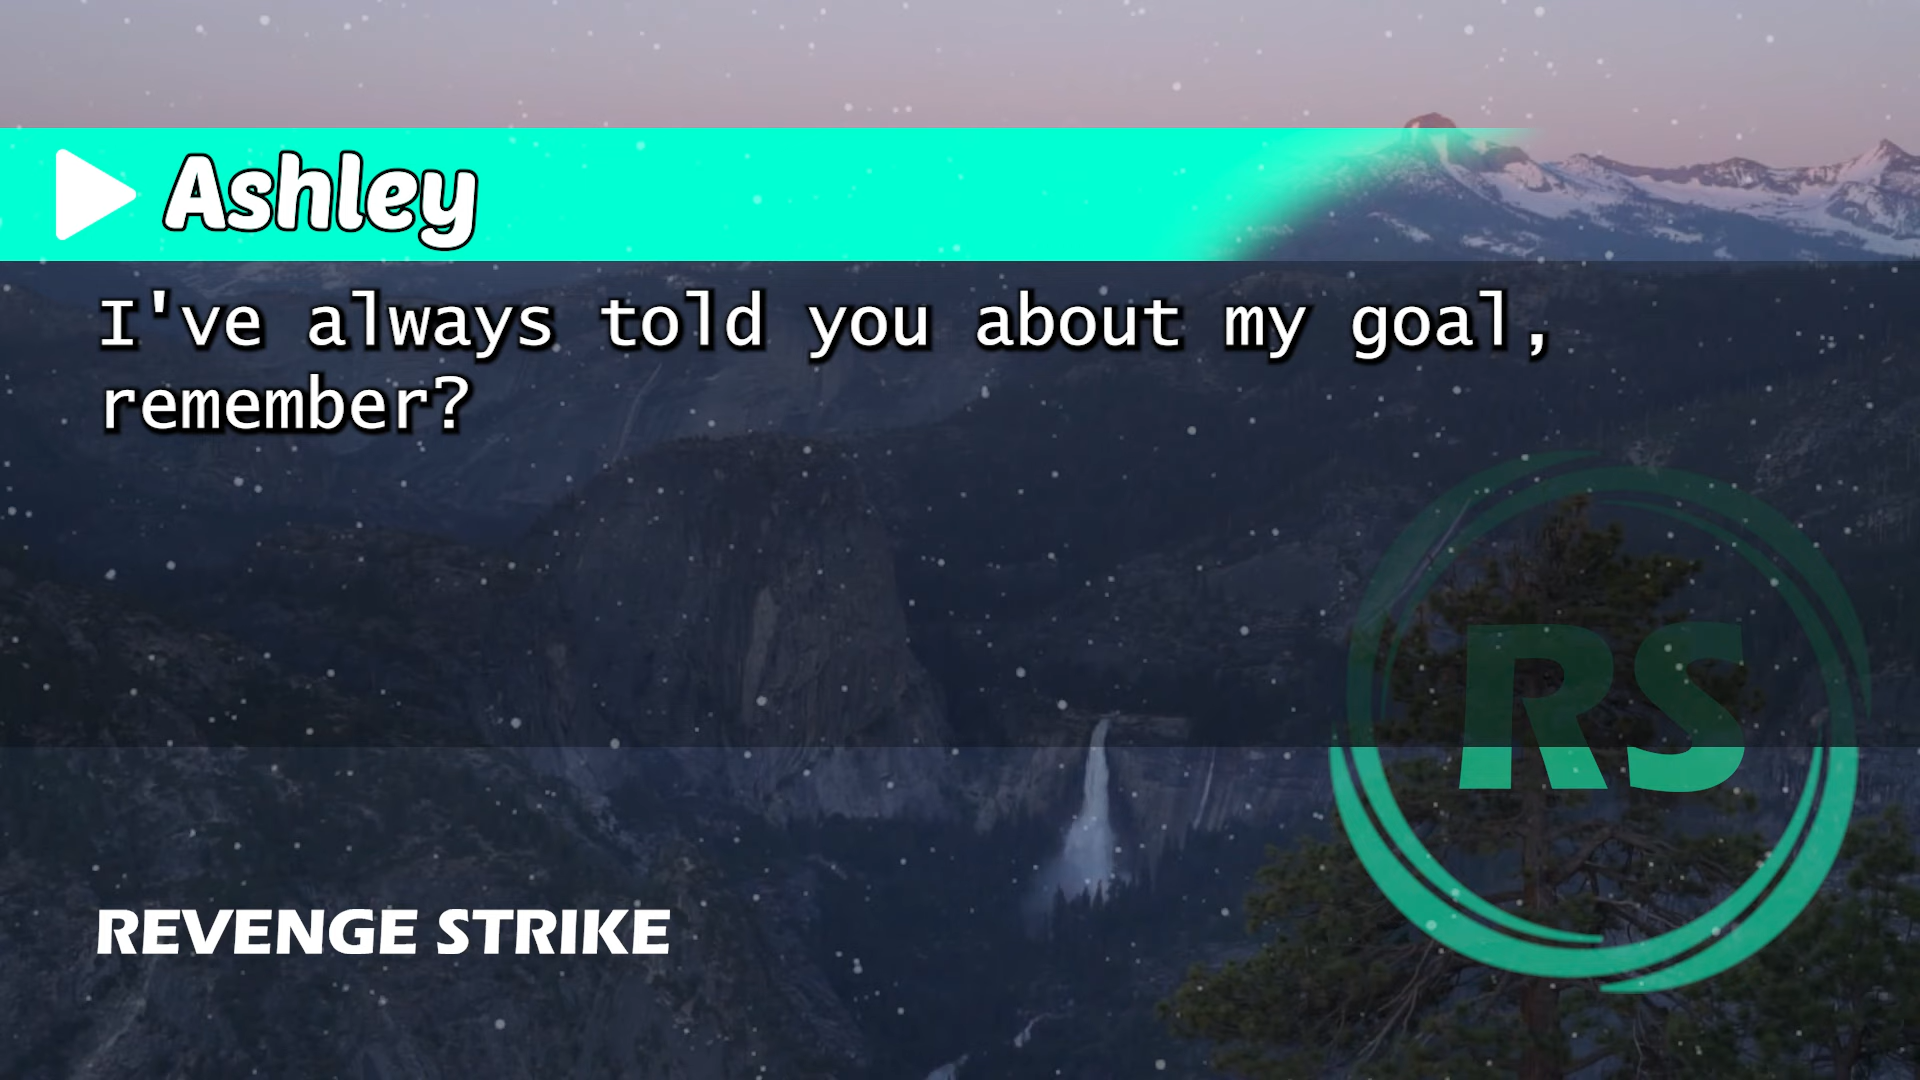 Ashley
I've always told you about my goal,
remember?
RS
REVENGE STRIKE